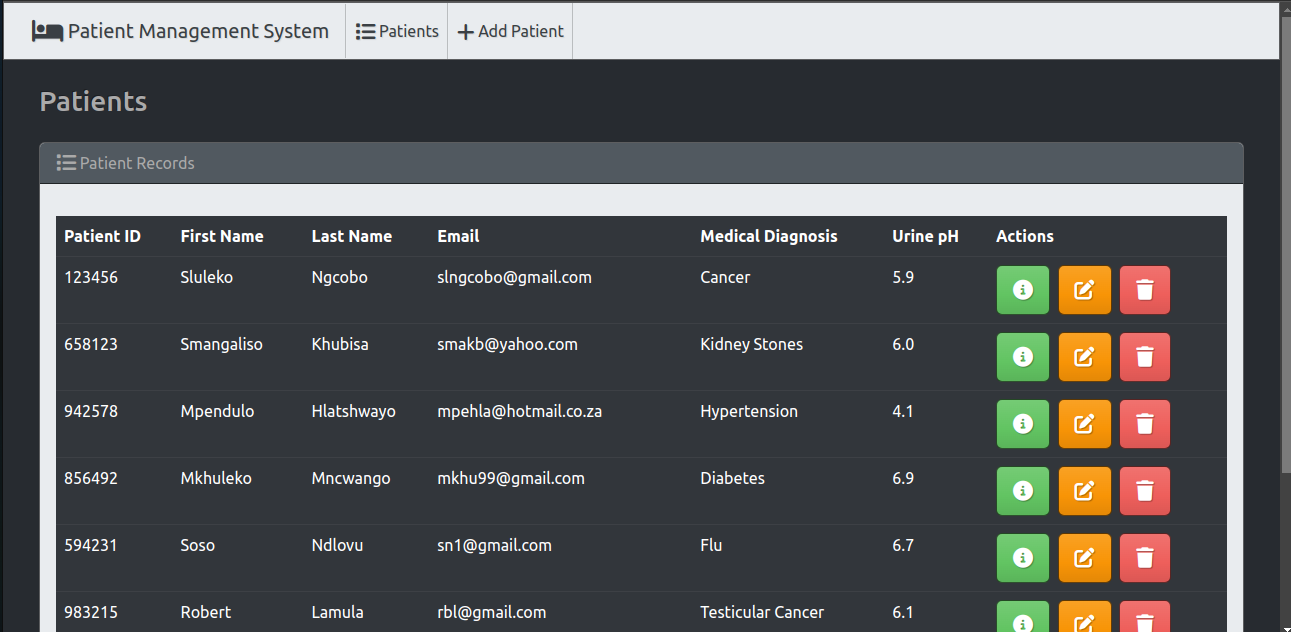 Patient Management System Patients Add Patient
Patients
Patient Records
Patient ID First Name Last Name Email Medical Diagnosis Urine pH Actions
123456 Sluleko Ngcobo slngcobo@gmail.com Cancer 5.9
658123 Smangaliso Khubisa smakb@yahoo.com Kidney Stones 6.0
942578 Mpendulo Hlatshwayo mpehla@hotmail.co.za Hypertension 4.1
856492 Mkhuleko Mncwango mkhu99@gmail.com Diabetes 6.9
594231 Soso Ndlovu sn1@gmail.com Flu 6.7
983215 Robert Lamula rbl@gmail.com Testicular Cancer 6.1